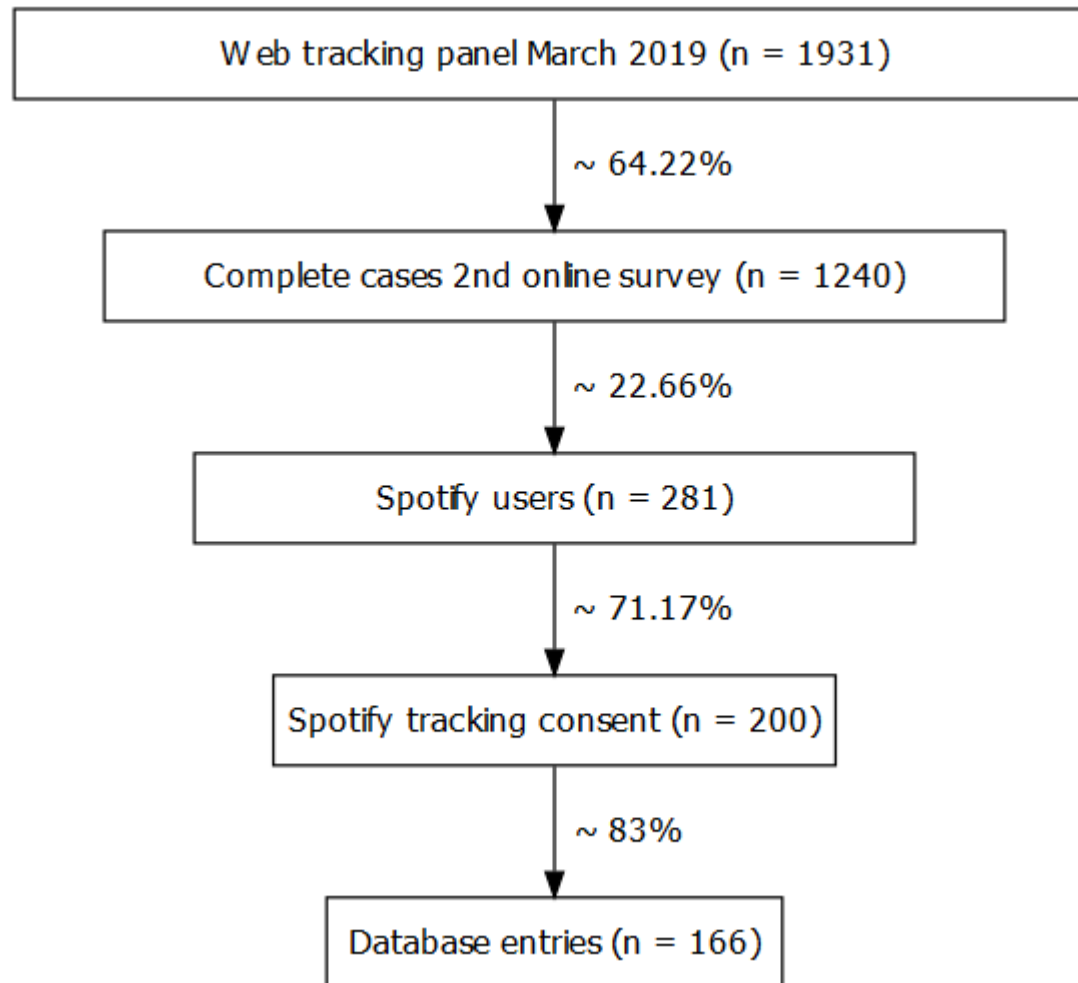 Web tracking panel March 2019 (n = 1931)
~ 64.22%
Complete cases 2nd online survey (n = 1240)
~ 22.66%
Spotify users (n = 281)
~ 71.17%
Spotify tracking consent (n = 200)
~ 83%
Database entries (n = 166)